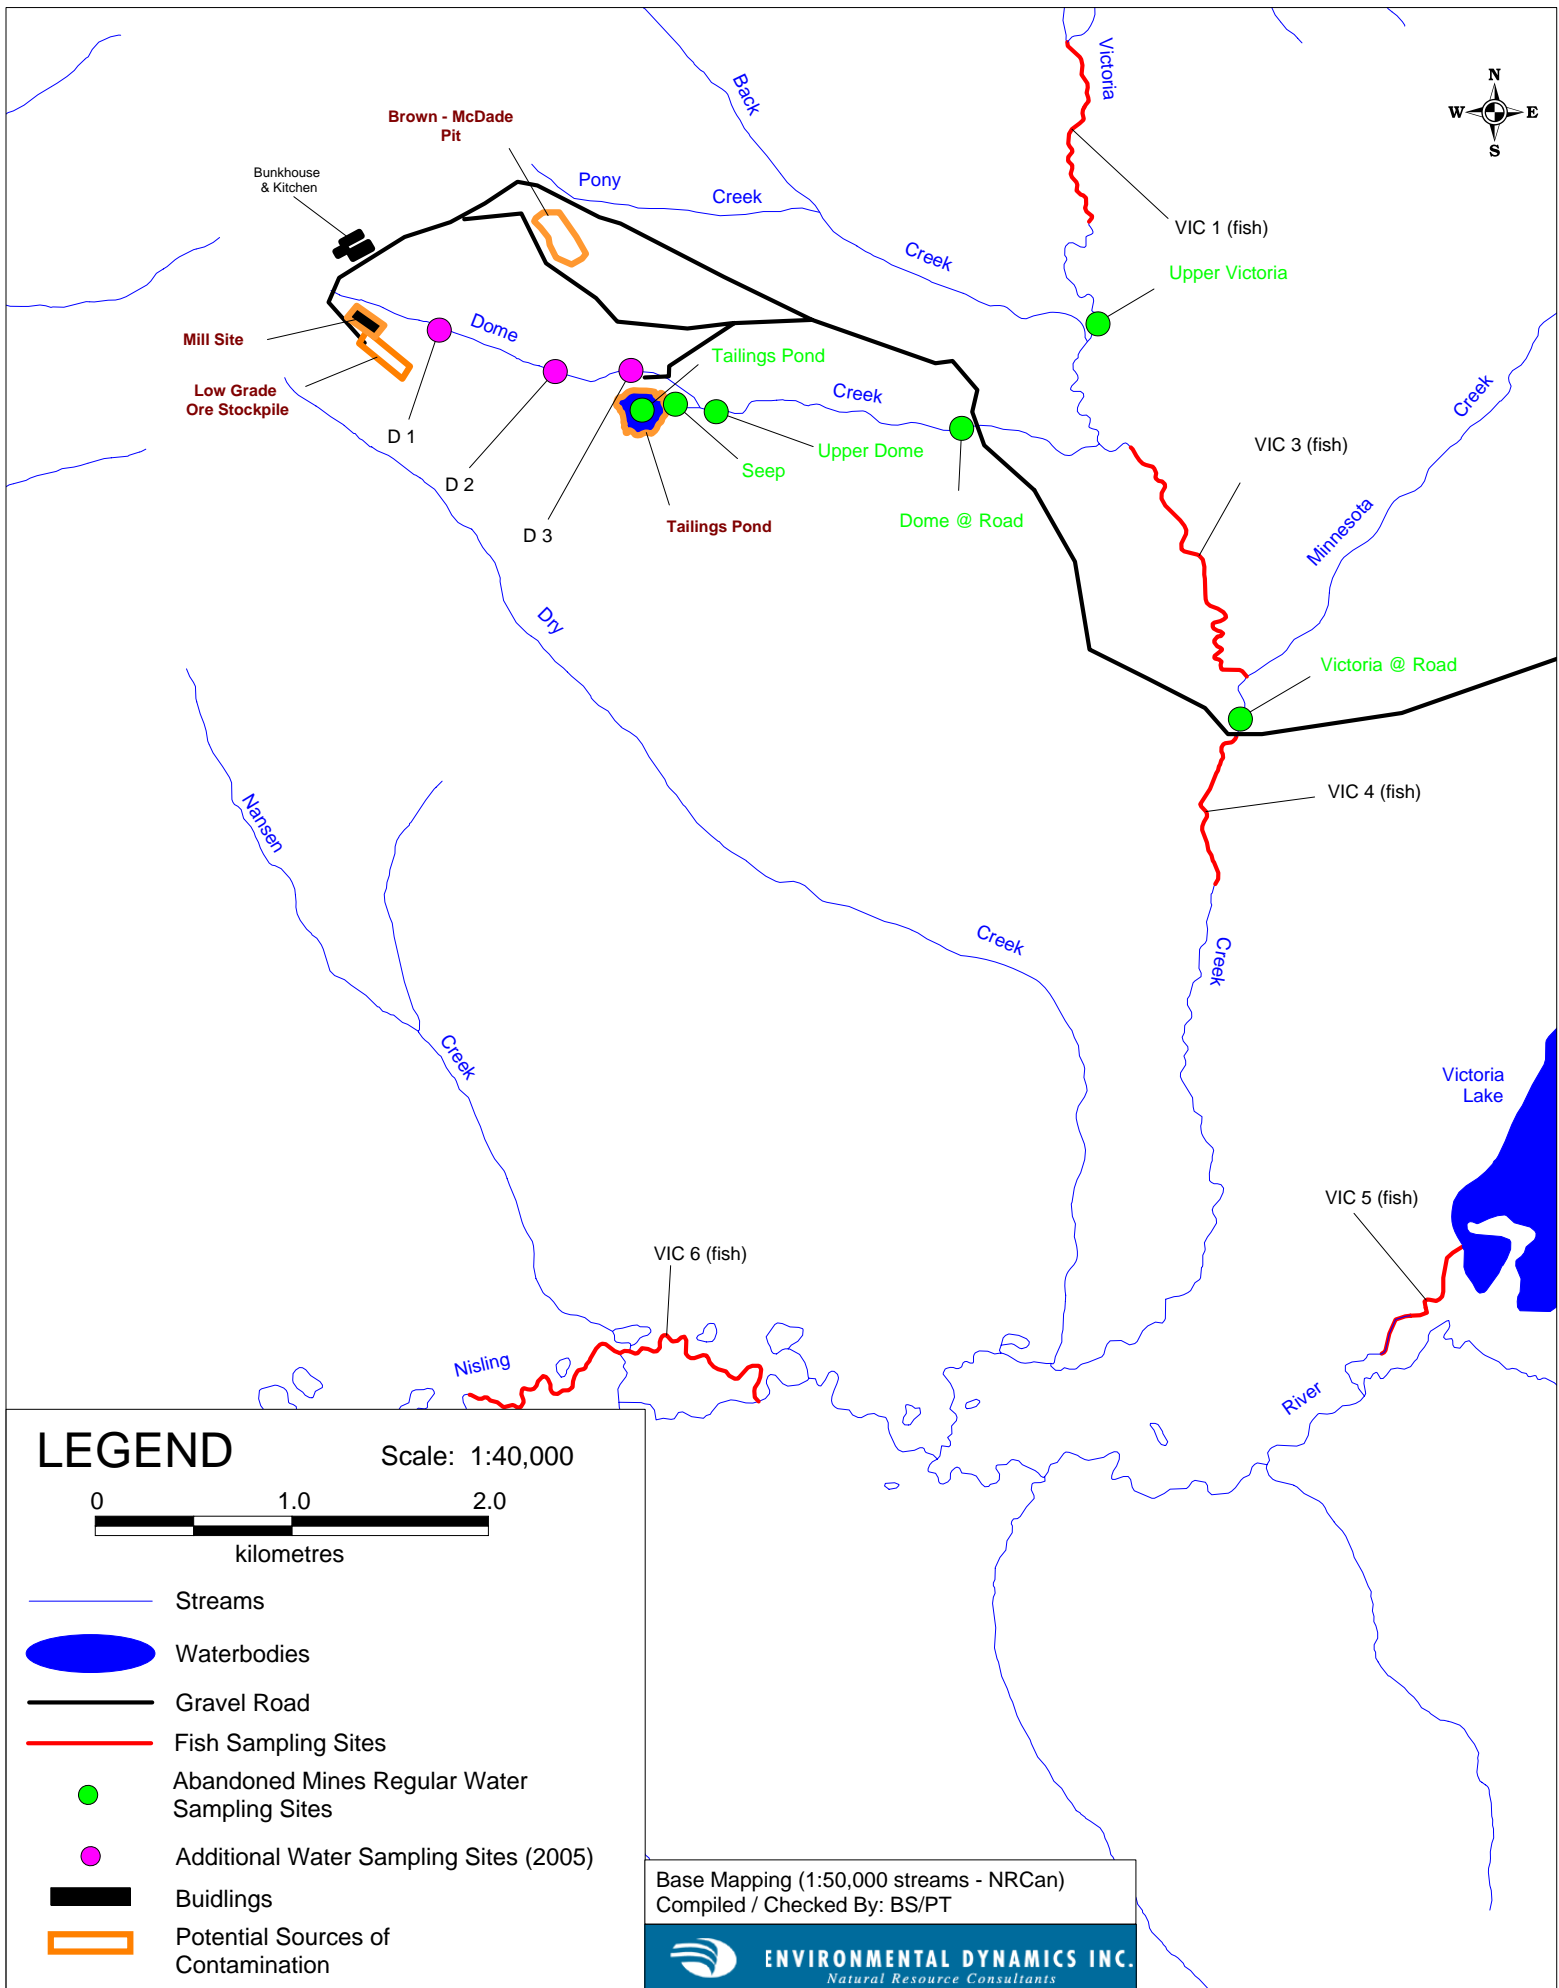 Victoria
Back
N
W E
S
Brown - McDade
Pit
Bunkhouse
& Kitchen
Pony
Creek
VIC 1 (fish)
Creek
Upper Victoria
Dome
Mill Site
Tailings Pond
Creek
Low Grade
Ore Stockpile
Creek
D 1
Upper Dome
VIC 3 (fish)
Seep
D 2
Minnesota
D 3
Tailings Pond
Dome @ Road
Dry
Victoria @ Road
VIC 4 (fish)
Nansen
Creek
Creek
Creek
Victoria
Lake
VIC 5 (fish)
VIC 6 (fish)
Nisling
River
LEGEND
Scale: 1:40,000
0 1.0 2.0
kilometres
Streams
Waterbodies
Gravel Road
Fish Sampling Sites
Abandoned Mines Regular Water
Sampling Sites
Additional Water Sampling Sites (2005)
Buidlings
Potential Sources of
Contamination
Base Mapping (1:50,000 streams - NRCan)
Compiled / Checked By: BS/PT
ENVIRONMENTAL DYNAMICS INC.
Natural Resource Consultants